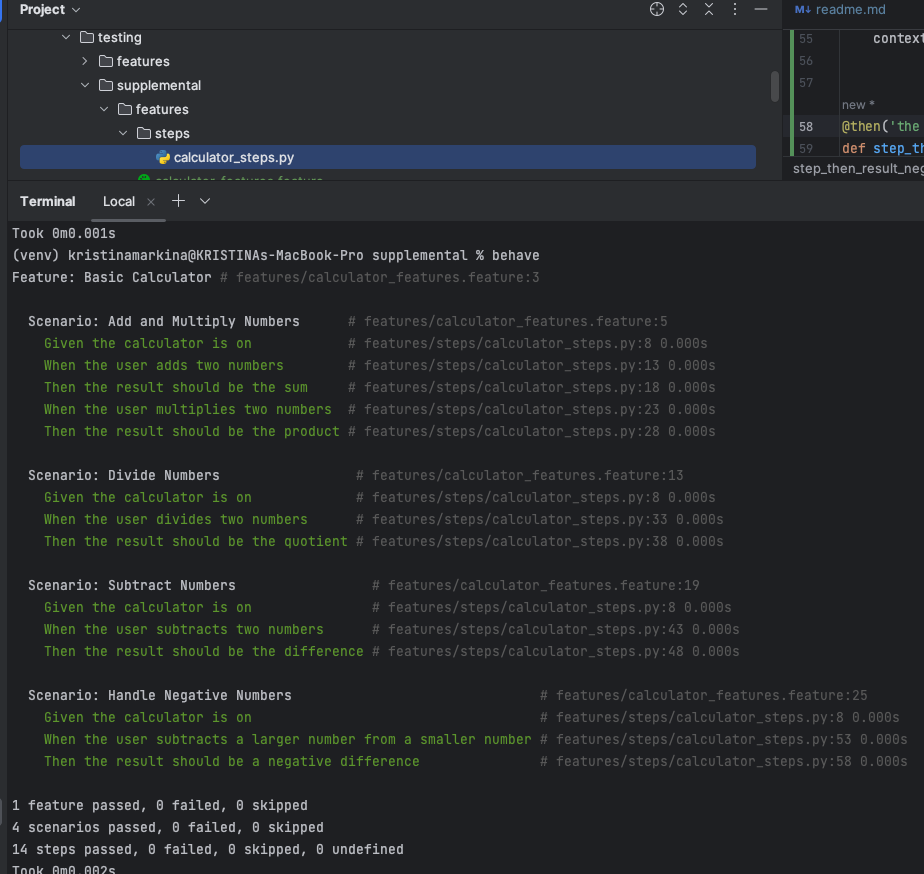 Project
testing
features
supplemental
features
steps
calculator_steps.py
calculator_features.feature
readme.md
55 context
56
57
new *
58 @then('the
59 def step_th
step_then_result_neg
Terminal Local
Took 0m0.001s
(venv) kristinamarkina@KRISTINAs-MacBook-Pro supplemental % behave
Feature: Basic Calculator # features/calculator_features.feature:3
Scenario: Add and Multiply Numbers # features/calculator_features.feature:5
Given the calculator is on # features/steps/calculator_steps.py:8 0.000s
When the user adds two numbers # features/steps/calculator_steps.py:13 0.000s
Then the result should be the sum # features/steps/calculator_steps.py:18 0.000s
When the user multiplies two numbers # features/steps/calculator_steps.py:23 0.000s
Then the result should be the product # features/steps/calculator_steps.py:28 0.000s
Scenario: Divide Numbers # features/calculator_features.feature:13
Given the calculator is on # features/steps/calculator_steps.py:8 0.000s
When the user divides two numbers # features/steps/calculator_steps.py:33 0.000s
Then the result should be the quotient # features/steps/calculator_steps.py:38 0.000s
Scenario: Subtract Numbers # features/calculator_features.feature:19
Given the calculator is on # features/steps/calculator_steps.py:8 0.000s
When the user subtracts two numbers # features/steps/calculator_steps.py:43 0.000s
Then the result should be the difference # features/steps/calculator_steps.py:48 0.000s
Scenario: Handle Negative Numbers # features/calculator_features.feature:25
Given the calculator is on # features/steps/calculator_steps.py:8 0.000s
When the user subtracts a larger number from a smaller number # features/steps/calculator_steps.py:53 0.000s
Then the result should be a negative difference # features/steps/calculator_steps.py:58 0.000s
1 feature passed, 0 failed, 0 skipped
4 scenarios passed, 0 failed, 0 skipped
14 steps passed, 0 failed, 0 skipped, 0 undefined
Took 0m0.002s